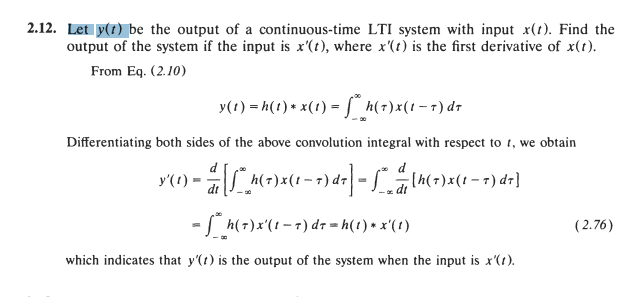 2.12. Let y(t) be the output of a continuous-time LTI system with input x(t). Find the
output of the system if the input is x′(t), where x′(t) is the first derivative of x(t).
From Eq. (2.10)
y(t) = h(t) * x(t) = ∫_{-∞}^{∞} h(τ)x(t − τ) dτ
Differentiating both sides of the above convolution integral with respect to t, we obtain
y′(t) = d/dt [∫_{-∞}^{∞} h(τ)x(t − τ) dτ] = ∫_{-∞}^{∞} d/dt [h(τ)x(t − τ) dτ]
= ∫_{-∞}^{∞} h(τ)x′(t − τ) dτ = h(t) * x′(t) (2.76)
which indicates that y′(t) is the output of the system when the input is x′(t).